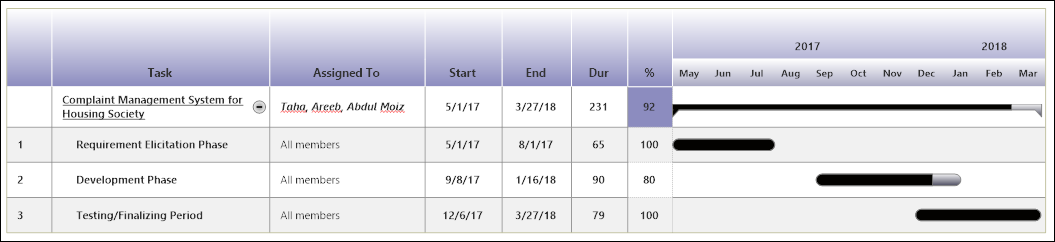 2017 2018
Task Assigned To Start End Dur % May Jun Jul Aug Sep Oct Nov Dec Jan Feb Mar
Complaint Management System for
Housing Society Taha, Areeb, Abdul Moiz 5/1/17 3/27/18 231 92
1 Requirement Elicitation Phase All members 5/1/17 8/1/17 65 100
2 Development Phase All members 9/8/17 1/16/18 90 80
3 Testing/Finalizing Period All members 12/6/17 3/27/18 79 100